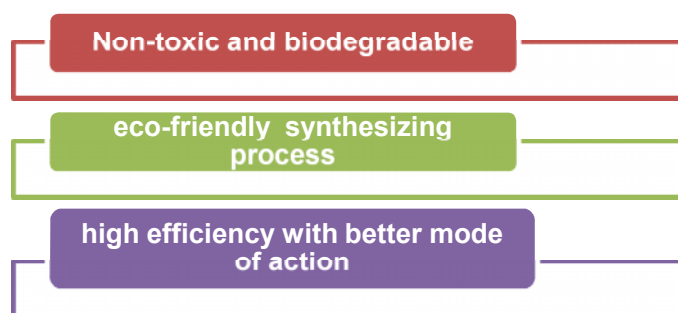 Non-toxic and biodegradable
eco-friendly synthesizing
process
high efficiency with better mode
of action